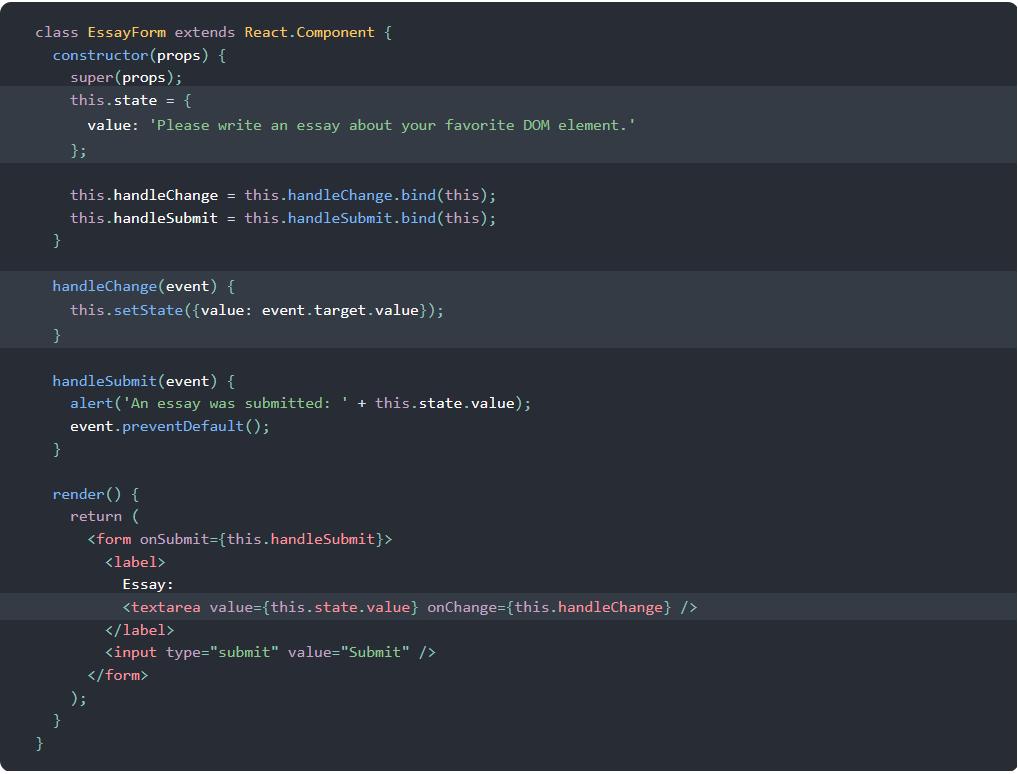 class EssayForm extends React.Component {
  constructor(props) {
    super(props);
    this.state = {
      value: 'Please write an essay about your favorite DOM element.'
    };

    this.handleChange = this.handleChange.bind(this);
    this.handleSubmit = this.handleSubmit.bind(this);
  }

  handleChange(event) {
    this.setState({value: event.target.value});
  }

  handleSubmit(event) {
    alert('An essay was submitted: ' + this.state.value);
    event.preventDefault();
  }

  render() {
    return (
      <form onSubmit={this.handleSubmit}>
        <label>
          Essay:
          <textarea value={this.state.value} onChange={this.handleChange} />
        </label>
        <input type="submit" value="Submit" />
      </form>
    );
  }
}